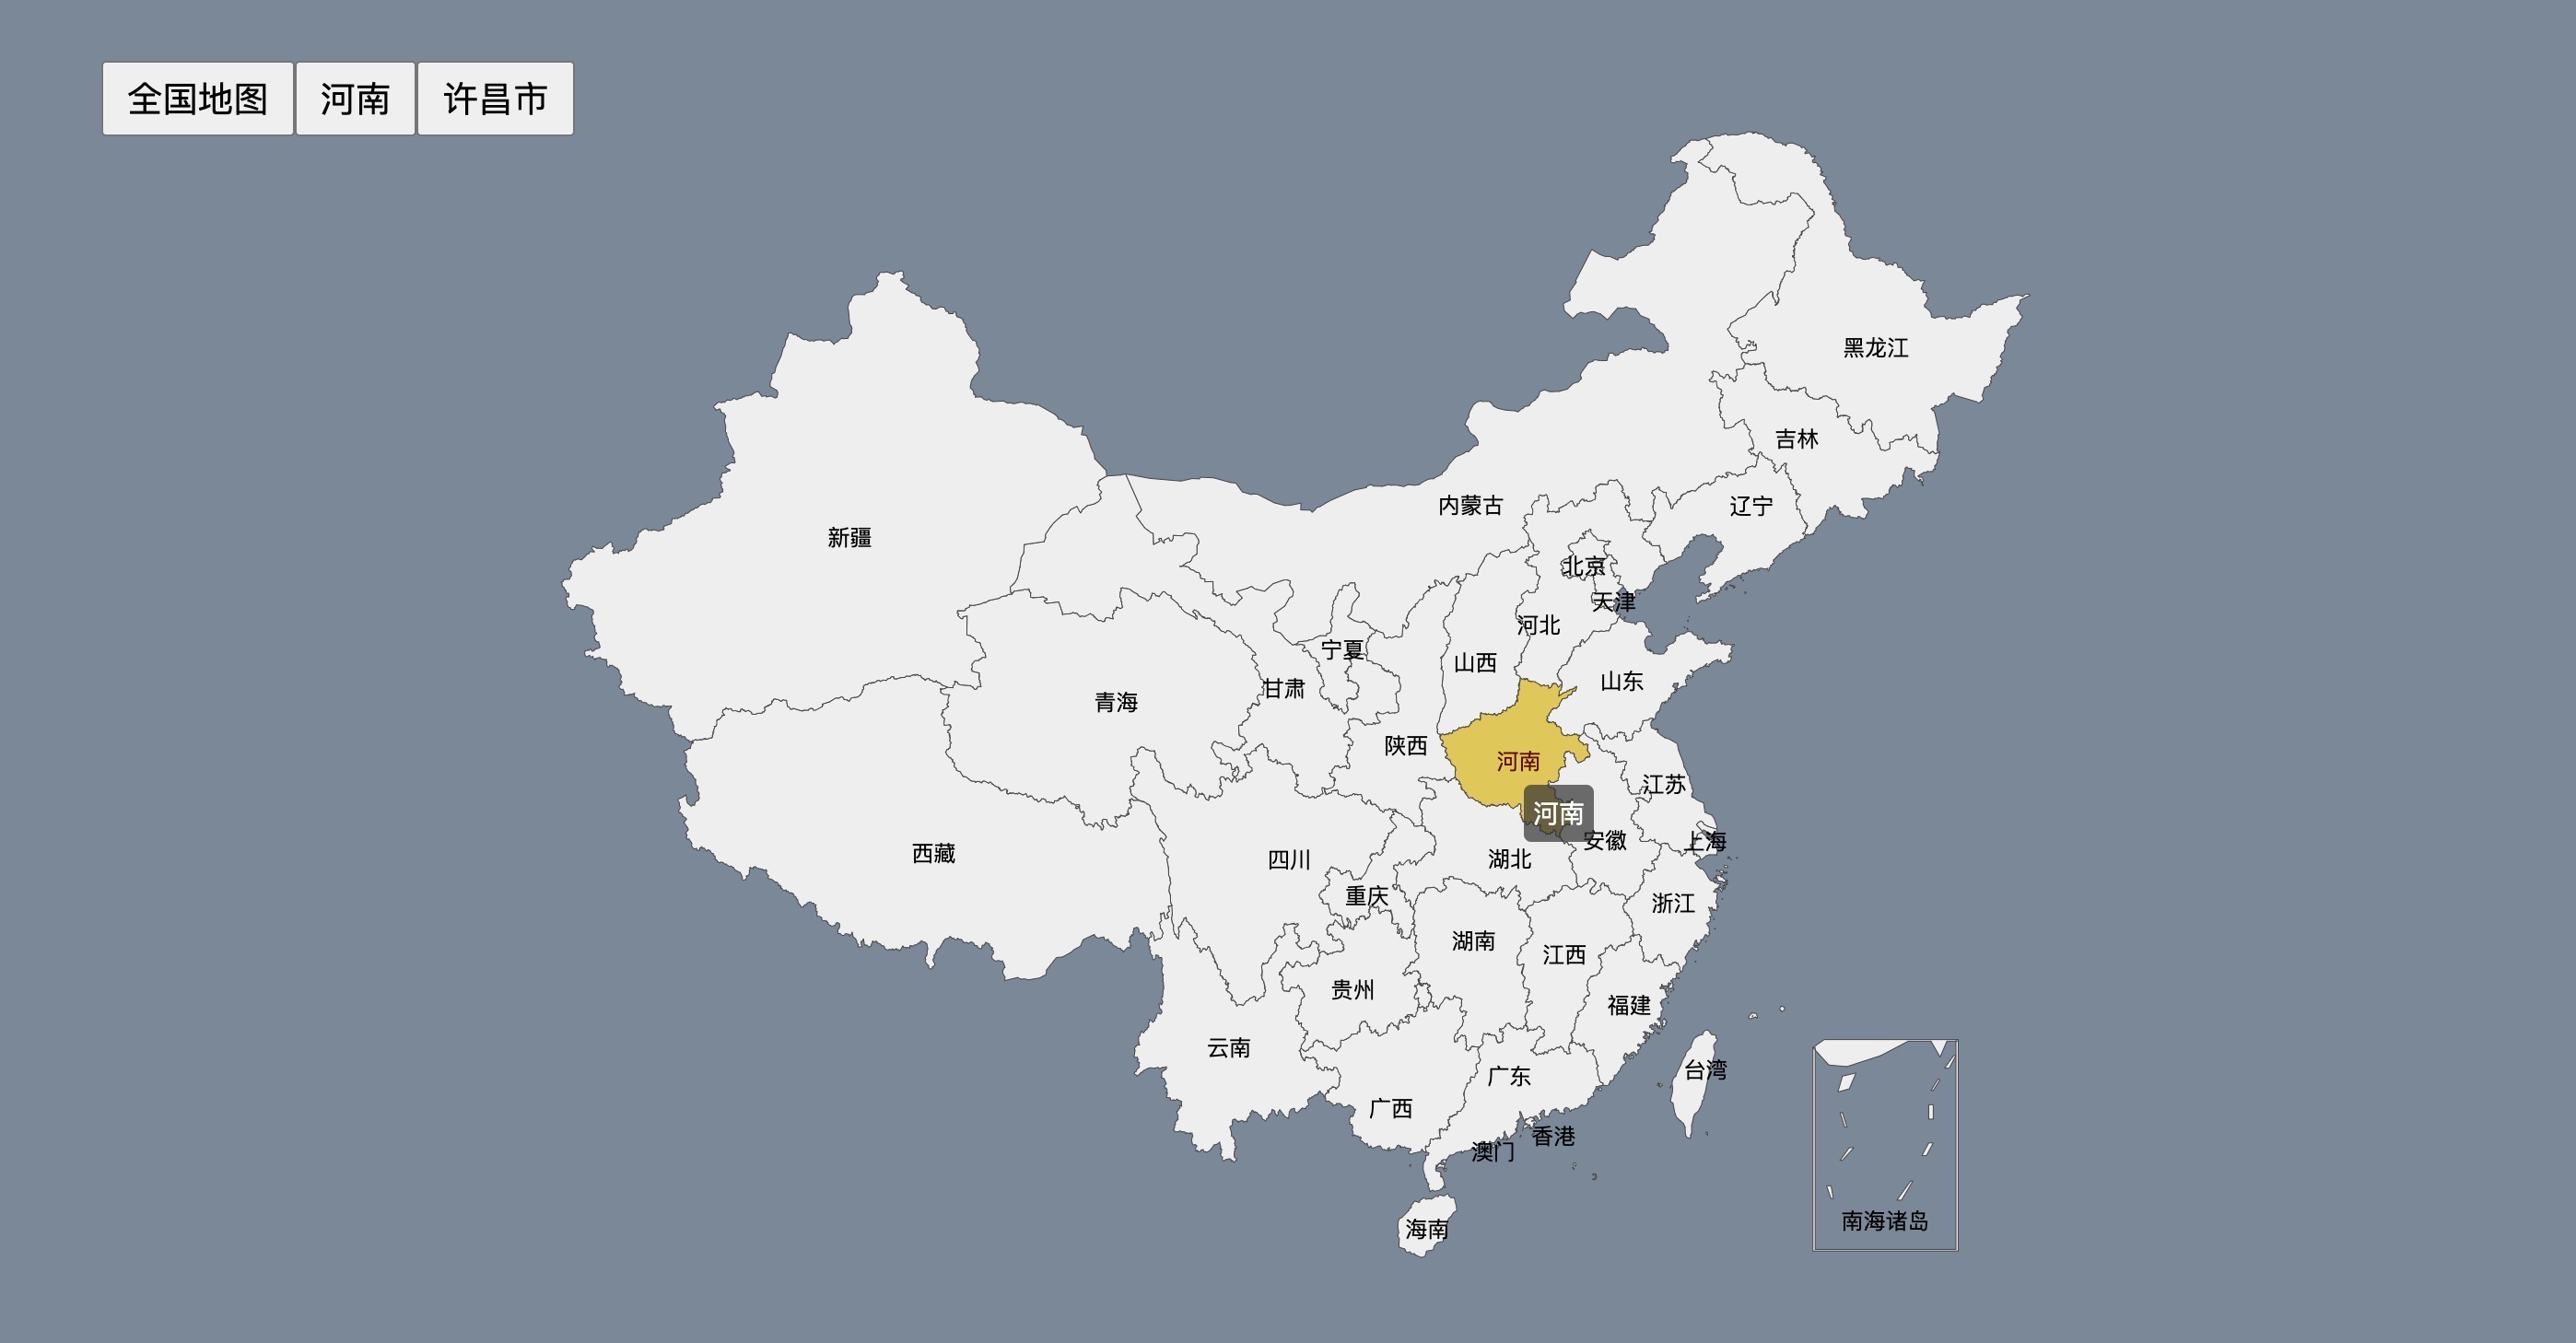 全国地图 河南 许昌市
黑龙江
吉林
内蒙古
辽宁
新疆
北京
天津
河北
宁夏
山西
山东
甘肃
青海
陕西
河南
江苏
河南
安徽
上海
西藏
四川
湖北
重庆
浙江
湖南
江西
贵州
福建
云南
台湾
广东
广西
香港
澳门
南海诸岛
海南